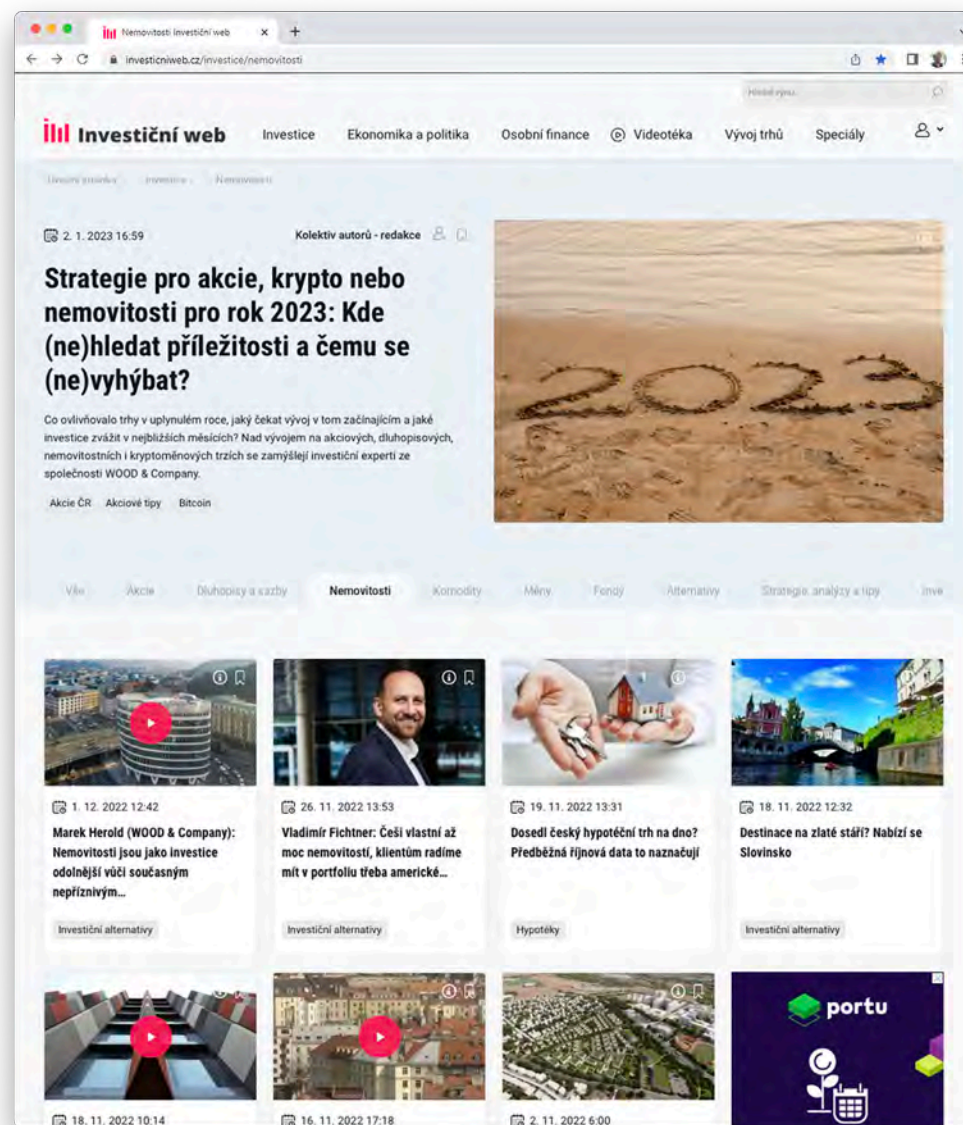 Nemovitosti Investiční web
investicniweb.cz/investice/nemovitosti
Investiční web
Investice
Ekonomika a politika
Osobní finance
Videotéka
Vývoj trhů
Speciály
Úvodní stránka
Investice
Nemovitosti
2. 1. 2023 16:59
Kolektiv autorů - redakce
Strategie pro akcie, krypto nebo
nemovitosti pro rok 2023: Kde
(ne)hledat příležitosti a čemu se
(ne)vyhýbat?
Co ovlivňovalo trhy v uplynulém roce, jaký čekat vývoj v tom začínajícím a jaké
investice zvážit v nejbližších měsících? Nad vývojem na akciových, dluhopisových,
nemovitostních i kryptoměnových trzích se zamýšlejí investiční experti ze
společnosti WOOD & Company.
Akcie ČR
Akciové tipy
Bitcoin
2023
Vše
Akcie
Dluhopisy a sazby
Nemovitosti
Komodity
Měny
Fondy
Alternativy
Strategie, analýzy a tipy
Inve
1. 12. 2022 12:42
Marek Herold (WOOD & Company):
Nemovitosti jsou jako investice
odolnější vůči současným
nepříznivým...
Investiční alternativy
26. 11. 2022 13:53
Vladimír Fichtner: Češi vlastní až
moc nemovitostí, klientům radíme
mít v portfoliu třeba americké...
Investiční alternativy
19. 11. 2022 13:31
Dosedl český hypoteční trh na dno?
Předběžná říjnová data to naznačují
Hypotéky
18. 11. 2022 12:32
Destinace na zlaté stáří? Nabízí se
Slovinsko
Investiční alternativy
18. 11. 2022 10:14
16. 11. 2022 17:18
2. 11. 2022 6:00
portu